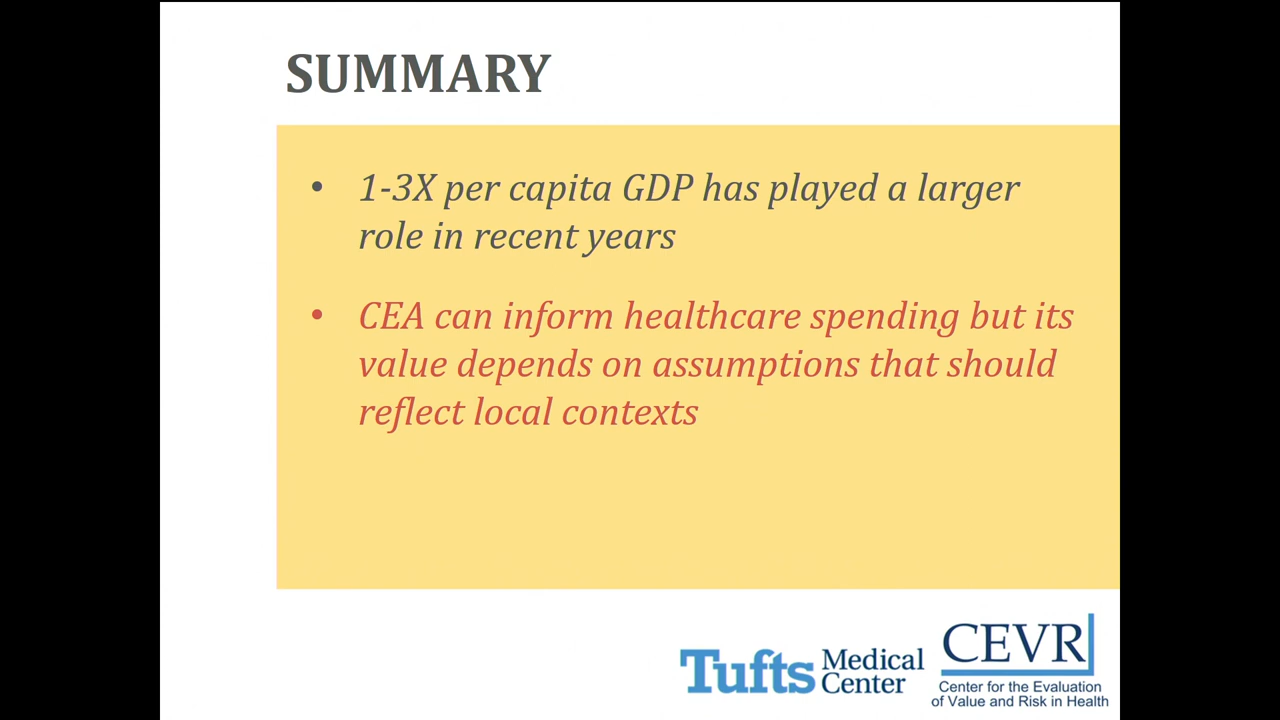 SUMMARY
• 1-3X per capita GDP has played a larger
role in recent years
• CEA can inform healthcare spending but its
value depends on assumptions that should
reflect local contexts
Tufts Medical Center
CEVR
Center for the Evaluation
of Value and Risk in Health